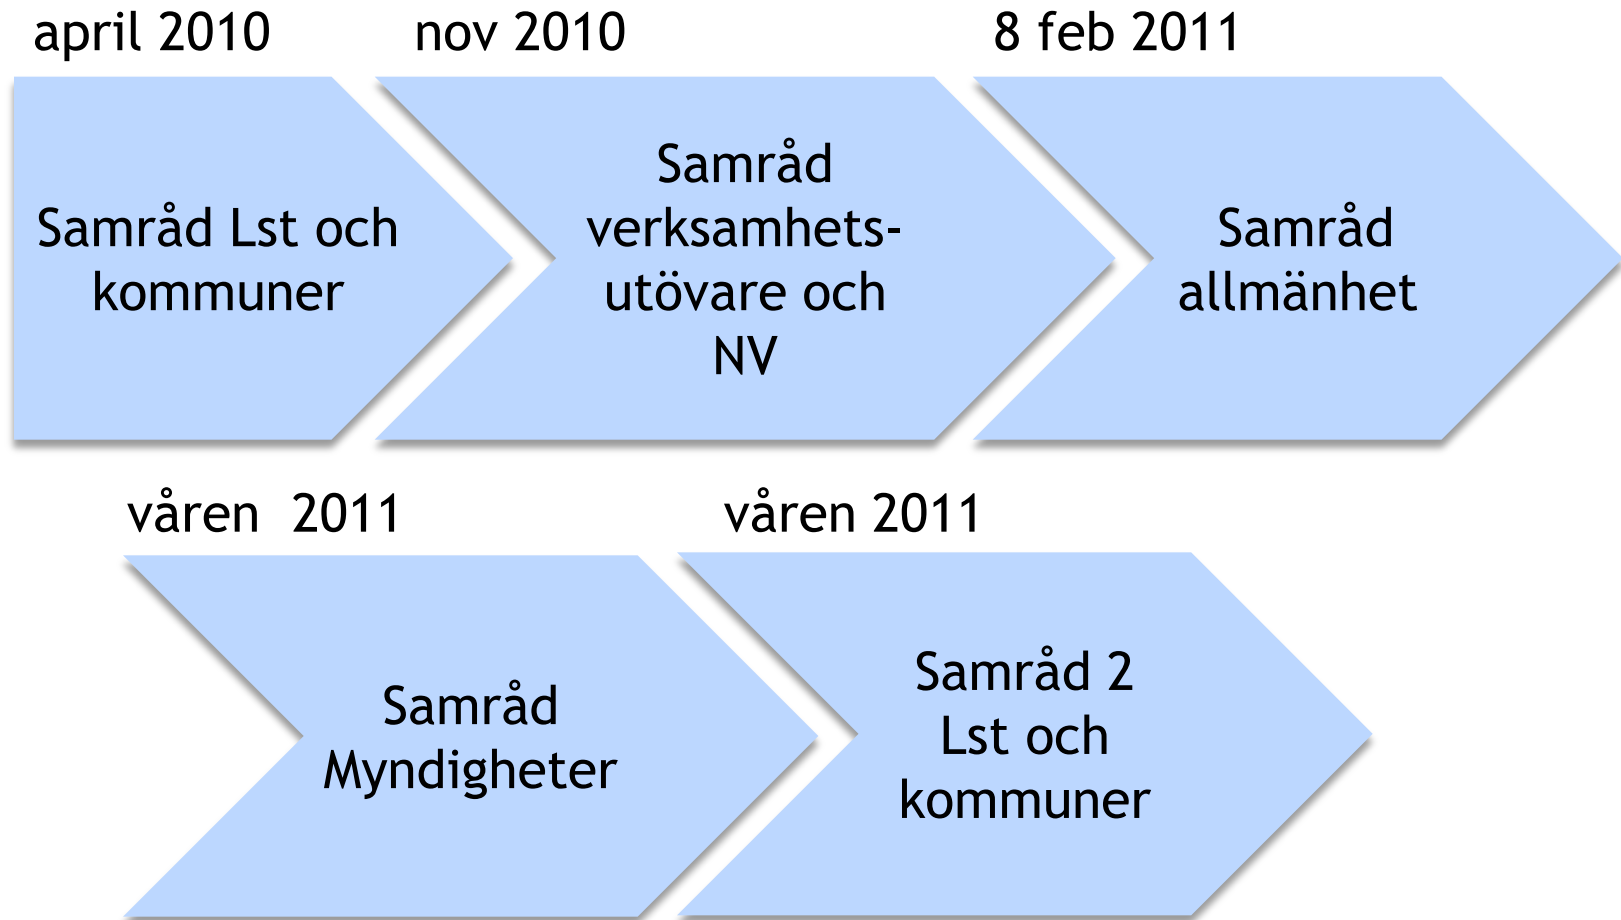 april 2010
nov 2010
8 feb 2011
Samråd Lst och
kommuner
Samråd
verksamhets-
utövare och
NV
Samråd
allmänhet
våren  2011
våren 2011
Samråd
Myndigheter
Samråd 2
Lst och
kommuner